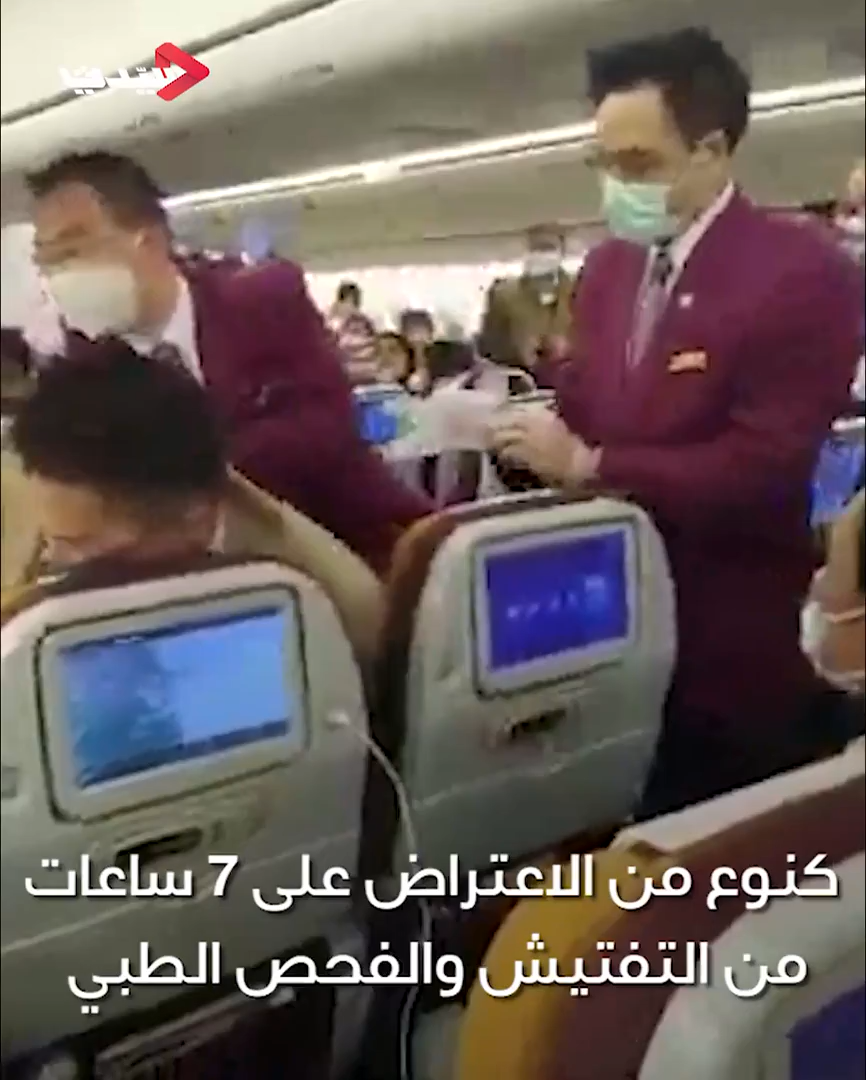 كنوع من الاعتراض على 7 ساعات
من التفتيش والفحص الطبي